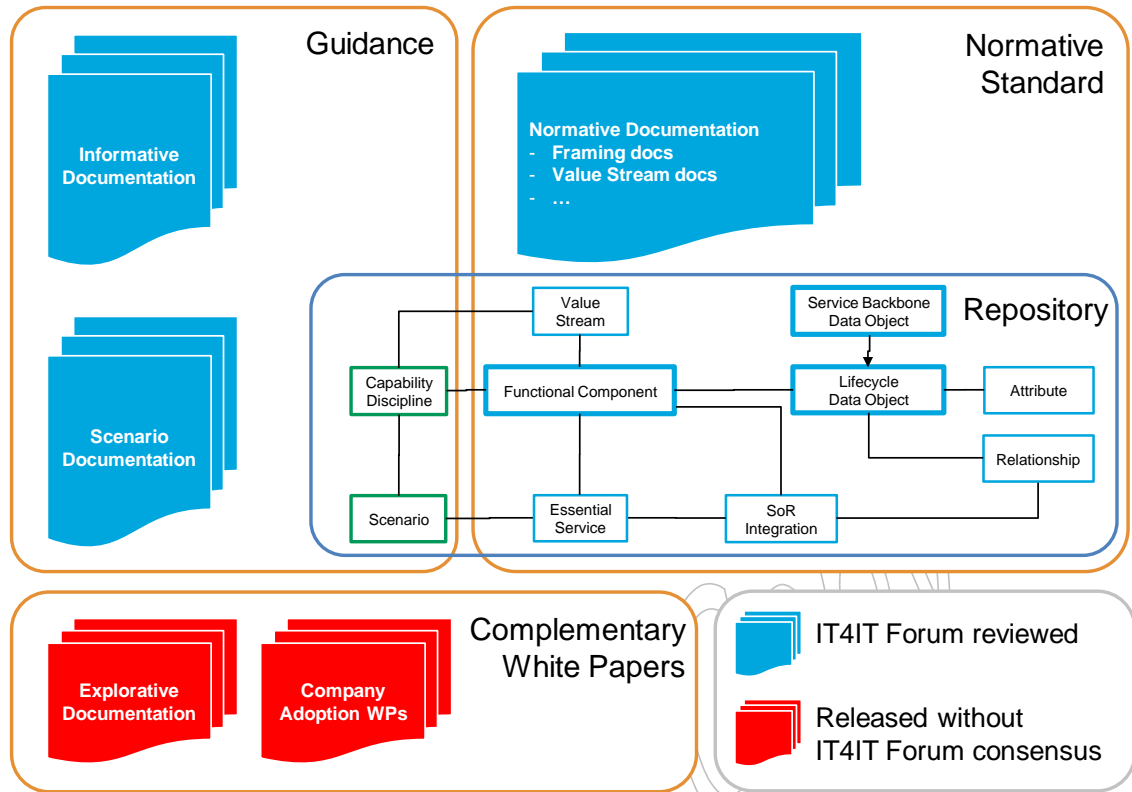 Guidance
Informative
Documentation
Scenario
Documentation
Normative
Standard
Normative Documentation
- Framing docs
- Value Stream docs
- …
Repository
Value
Stream
Service Backbone
Data Object
Capability
Discipline
Functional Component
Lifecycle
Data Object
Attribute
Relationship
Scenario
Essential
Service
SoR
Integration
Complementary
White Papers
Explorative
Documentation
Company
Adoption WPs
IT4IT Forum reviewed
Released without
IT4IT Forum consensus